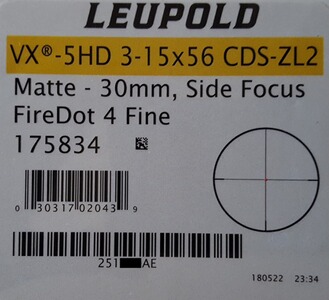 LEUPOLD
VX®-5HD 3-15x56 CDS-ZL2
Matte - 30mm, Side Focus
FireDot 4 Fine
175834
0 30317 02043 9
251 AE
180522 23:34